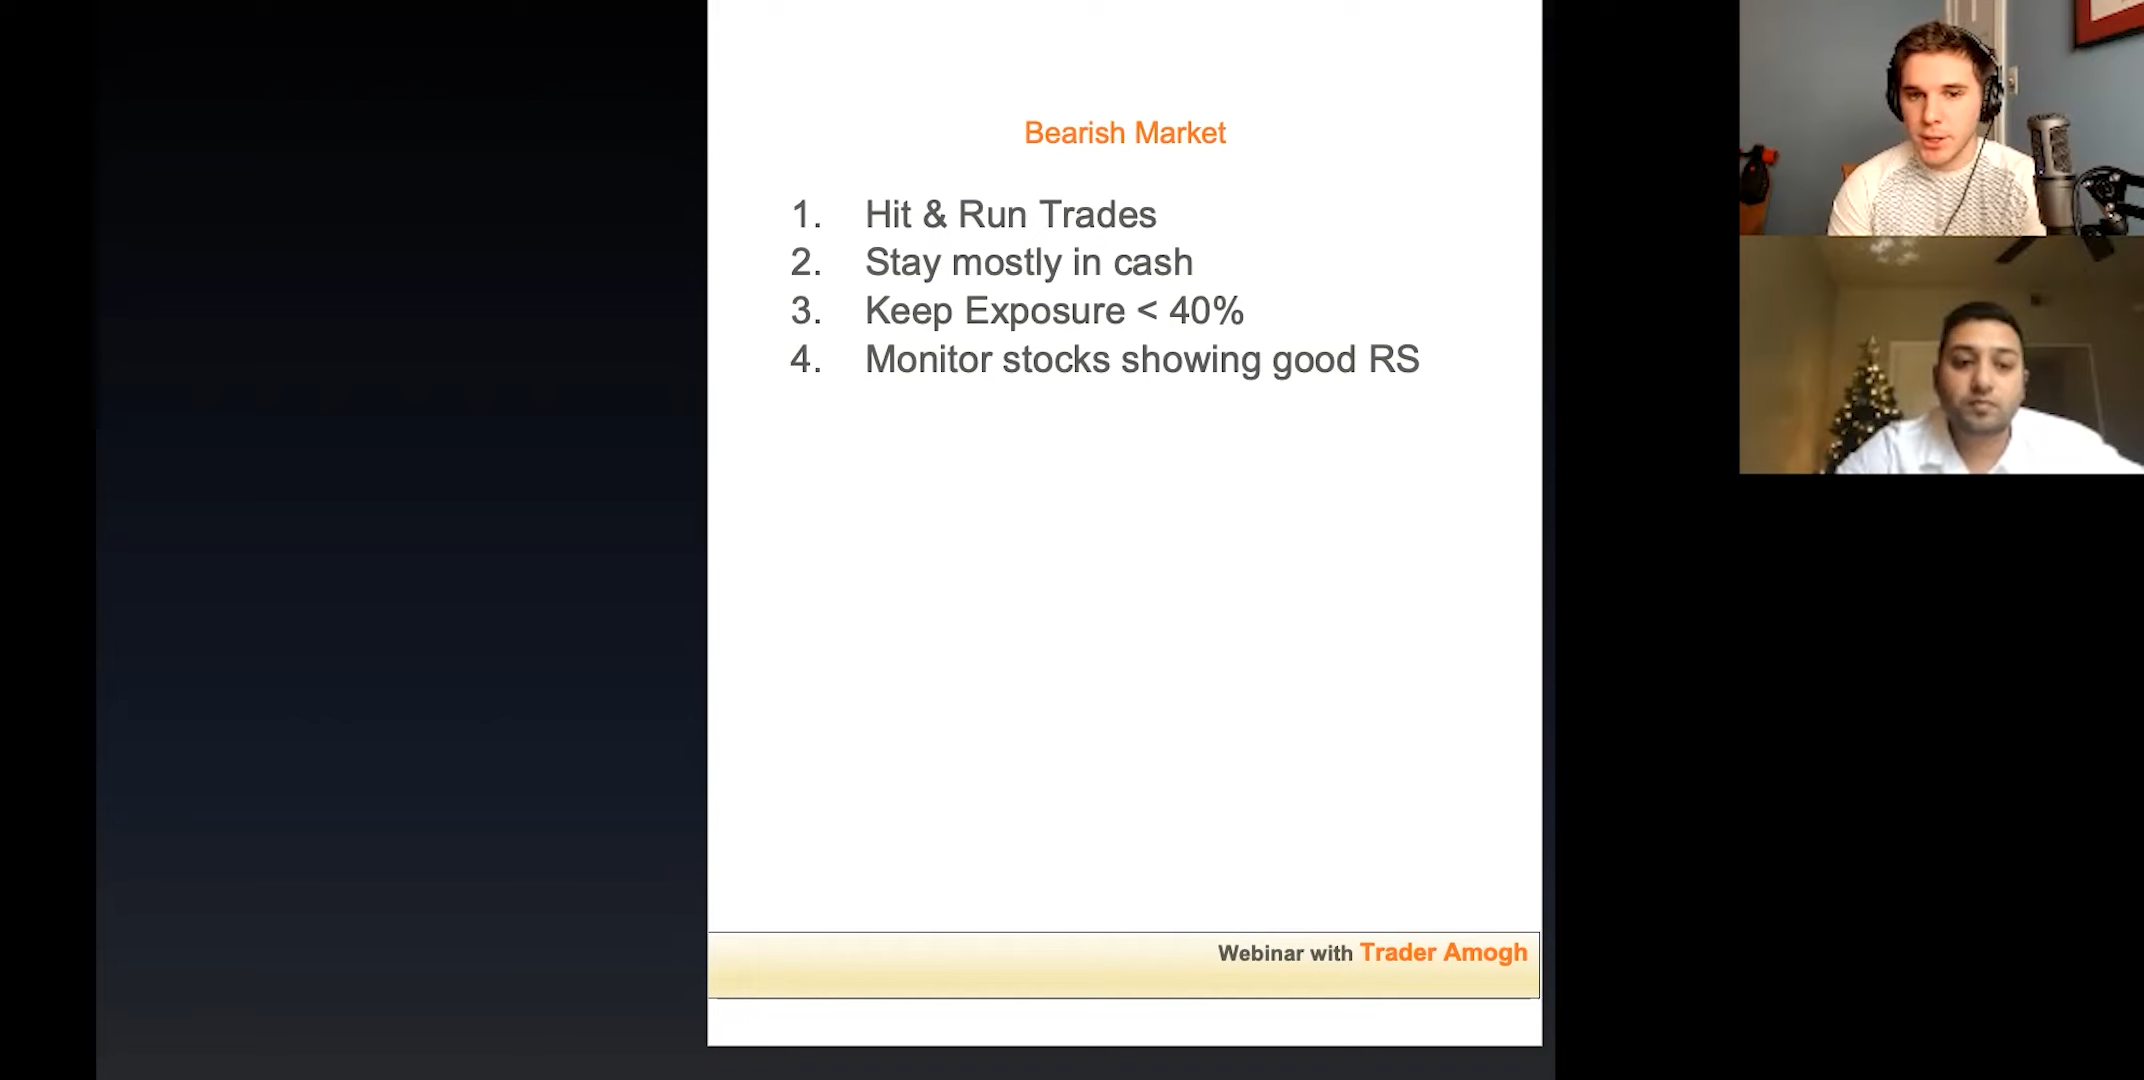 Bearish Market
1. Hit & Run Trades
2. Stay mostly in cash
3. Keep Exposure < 40%
4. Monitor stocks showing good RS
Webinar with Trader Amogh